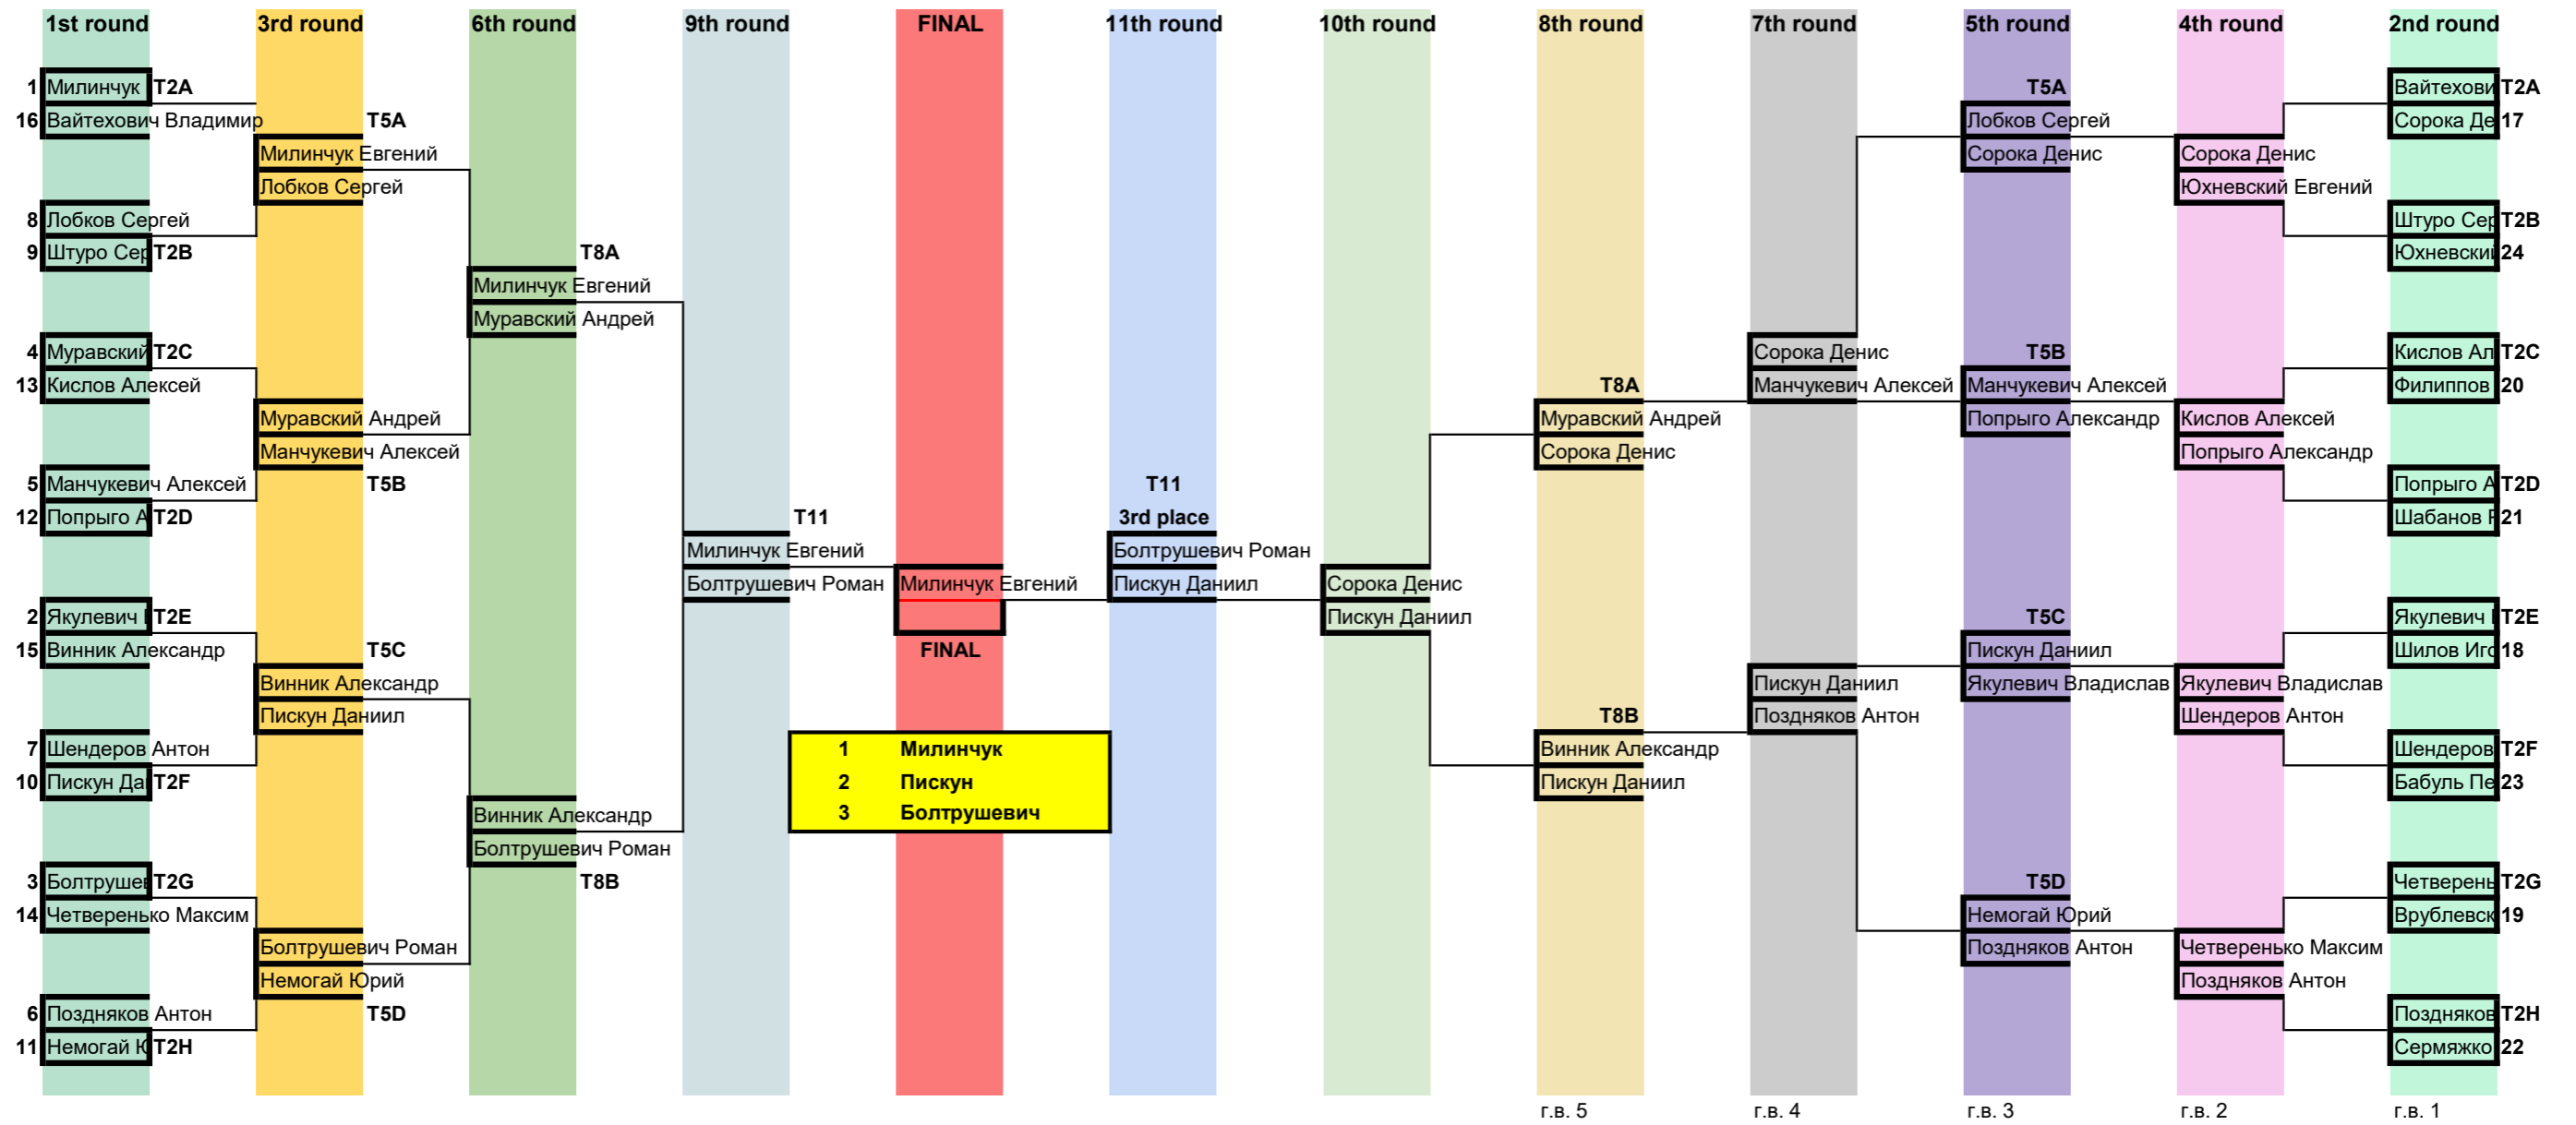 1st round 3rd round 6th round 9th round FINAL 11th round 10th round 8th round 7th round 5th round 4th round 2nd round
1 Милинчук T2A T5A Вайтехови T2A
16 Вайтехович Владимир T5A Лобков Сергей Сорока Де 17
Милинчук Евгений Сорока Денис Сорока Денис
Лобков Сергей Юхневский Евгений
8 Лобков Сергей Штуро Сер T2B
9 Штуро Сер T2B T8A Юхневский 24
Милинчук Евгений
Муравский Андрей
4 Муравский T2C Сорока Денис T5B Кислов Ал T2C
13 Кислов Алексей T8A Манчукевич Алексей Манчукевич Алексей Филиппов 20
Муравский Андрей Муравский Андрей Попрыго Александр Кислов Алексей
Манчукевич Алексей Сорока Денис Попрыго Александр
5 Манчукевич Алексей T5B T11 Попрыго А T2D
12 Попрыго А T2D T11 3rd place Шабанов 21
Милинчук Евгений Болтрушевич Роман
Болтрушевич Роман Милинчук Евгений Пискун Даниил Сорока Денис
2 Якулевич T2E Пискун Даниил T5C Якулевич T2E
15 Винник Александр T5C FINAL Пискун Даниил Шилов Иго 18
Винник Александр Пискун Даниил Якулевич Владислав Якулевич Владислав
Пискун Даниил T8B Поздняков Антон Шендеров Антон
7 Шендеров Антон 1 Милинчук Винник Александр Шендеров T2F
10 Пискун Да T2F 2 Пискун Пискун Даниил Бабуль Пе 23
Винник Александр 3 Болтрушевич
Болтрушевич Роман
3 Болтрушев T2G T8B T5D Четверень T2G
14 Четверенько Максим Немогай Юрий Врублевск 19
Болтрушевич Роман Поздняков Антон Четверенько Максим
Немогай Юрий Поздняков Антон
6 Поздняков Антон T5D Поздняков T2H
11 Немогай Ю T2H Сермяжко 22
г.в. 5 г.в. 4 г.в. 3 г.в. 2 г.в. 1